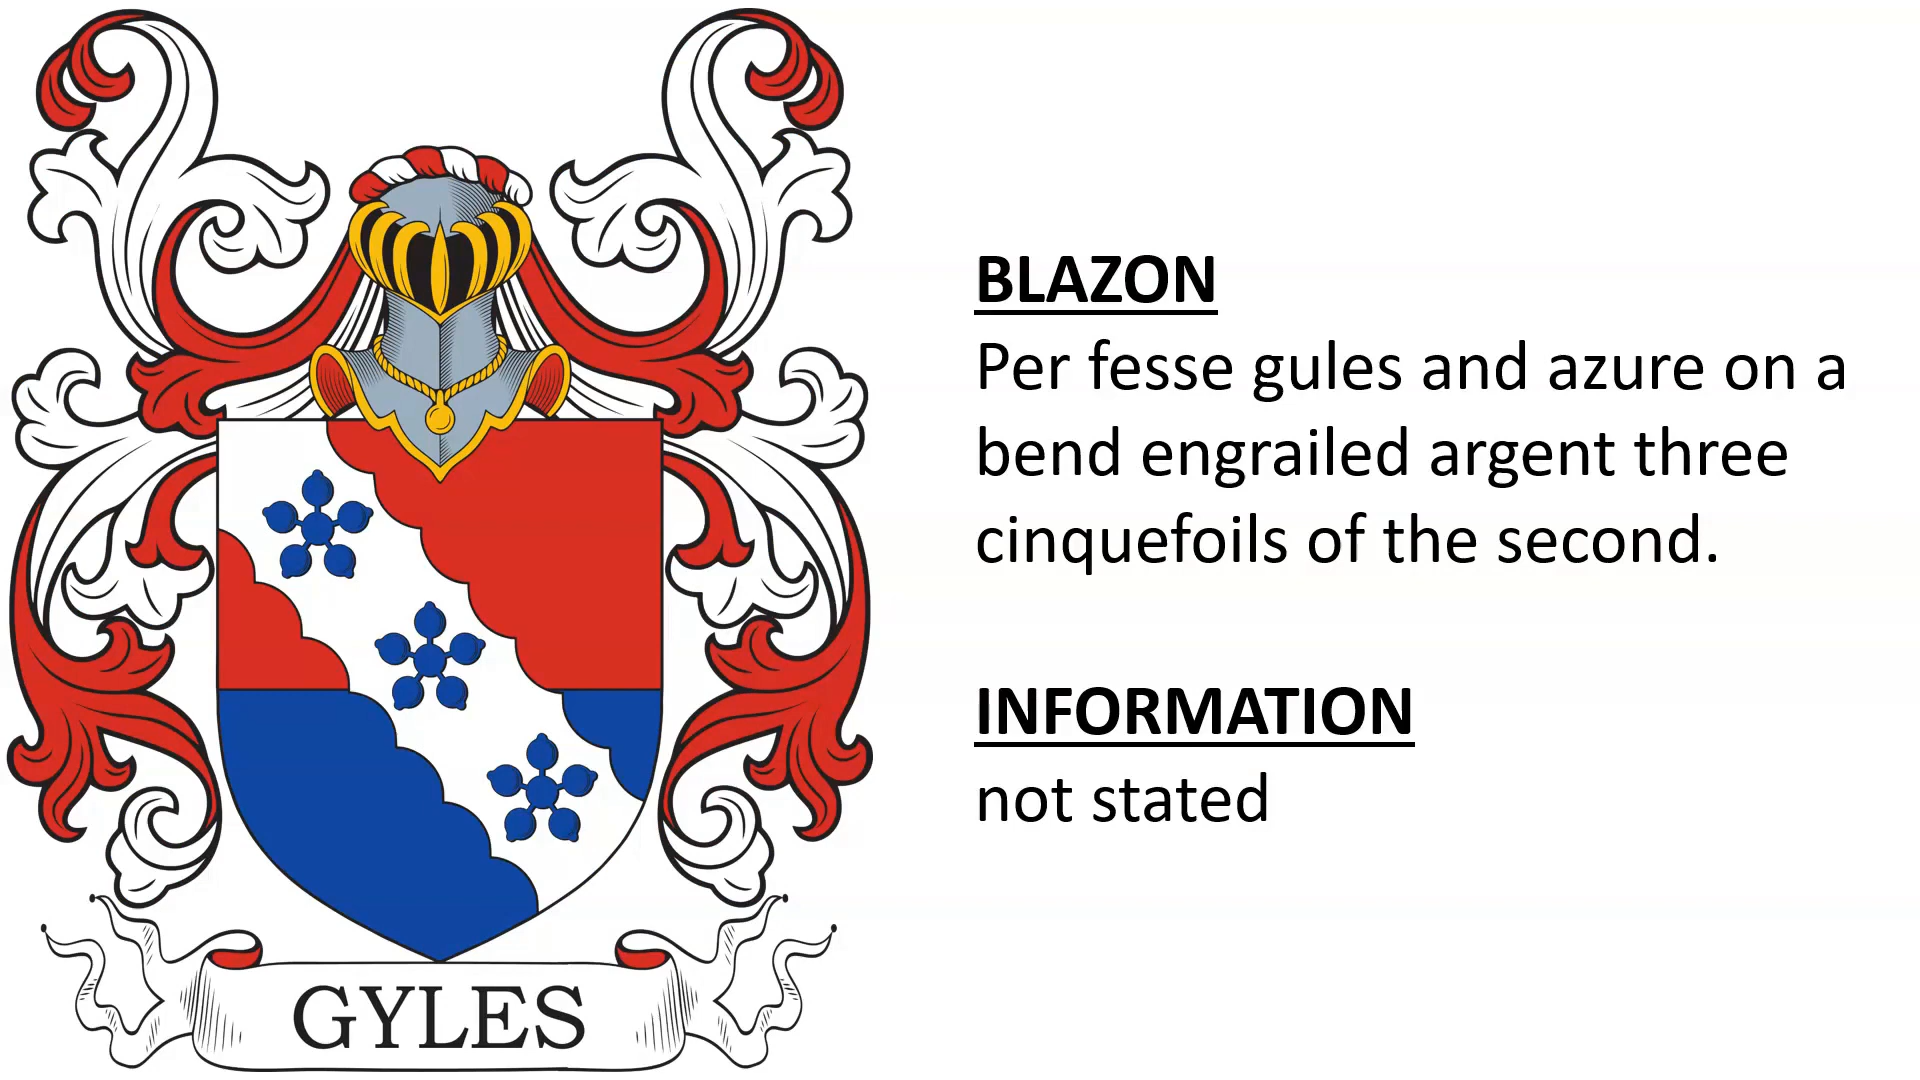 BLAZON
Per fesse gules and azure on a
bend engrailed argent three
cinquefoils of the second.
INFORMATION
not stated
GYLES